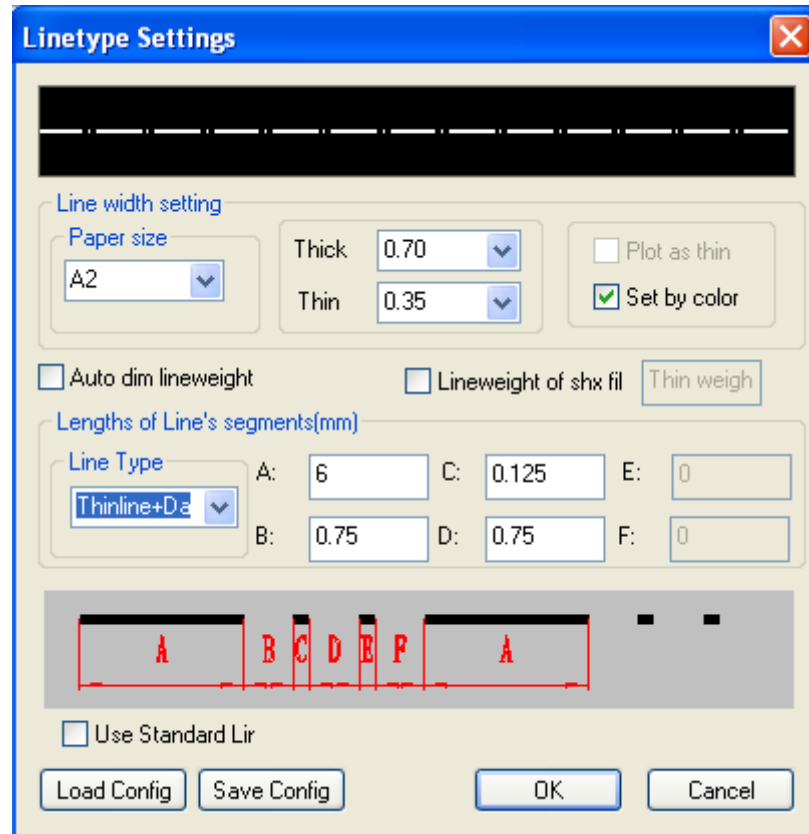 Linetype Settings
Line width setting
Paper size
A2
Thick 0.70
Thin 0.35
Plot as thin
Set by color
Auto dim lineweight
Lineweight of shx fil Thin weigh
Lengths of Line's segments(mm)
Line Type
Thinline+Da
A: 6 C: 0.125 E: 0
B: 0.75 D: 0.75 F: 0
A B C D E F A
Use Standard Lir
Load Config Save Config OK Cancel